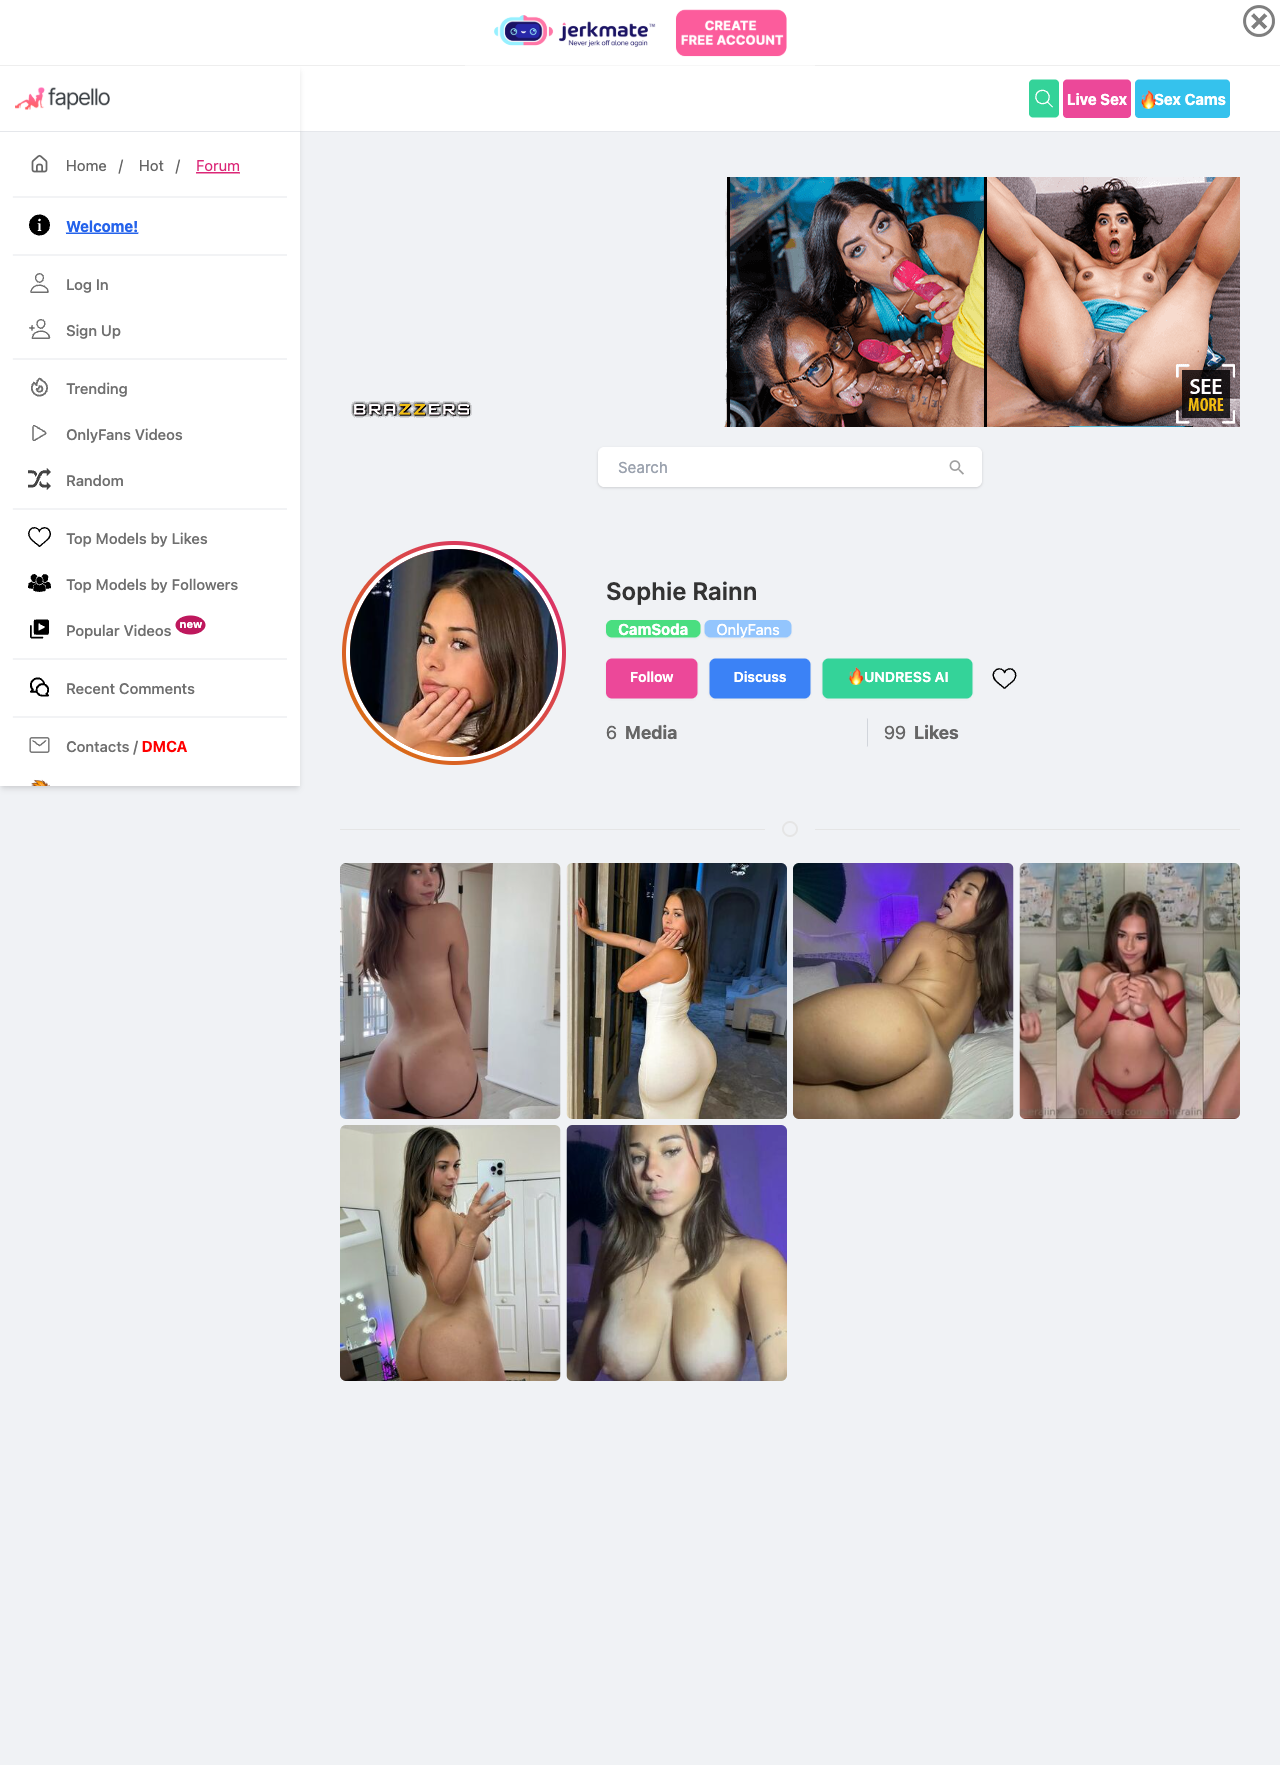 jerkmate™
Never jerk off alone again
CREATE
FREE ACCOUNT
fapello
Live Sex
🔥Sex Cams
Home / Hot / Forum
Welcome!
Log In
Sign Up
Trending
OnlyFans Videos
Random
Top Models by Likes
Top Models by Followers
Popular Videos new
Recent Comments
Contacts / DMCA
BRAZZERS
SEE
MORE
Search
Sophie Rainn
CamSoda OnlyFans
Follow
Discuss
🔥UNDRESS AI
6 Media
99 Likes